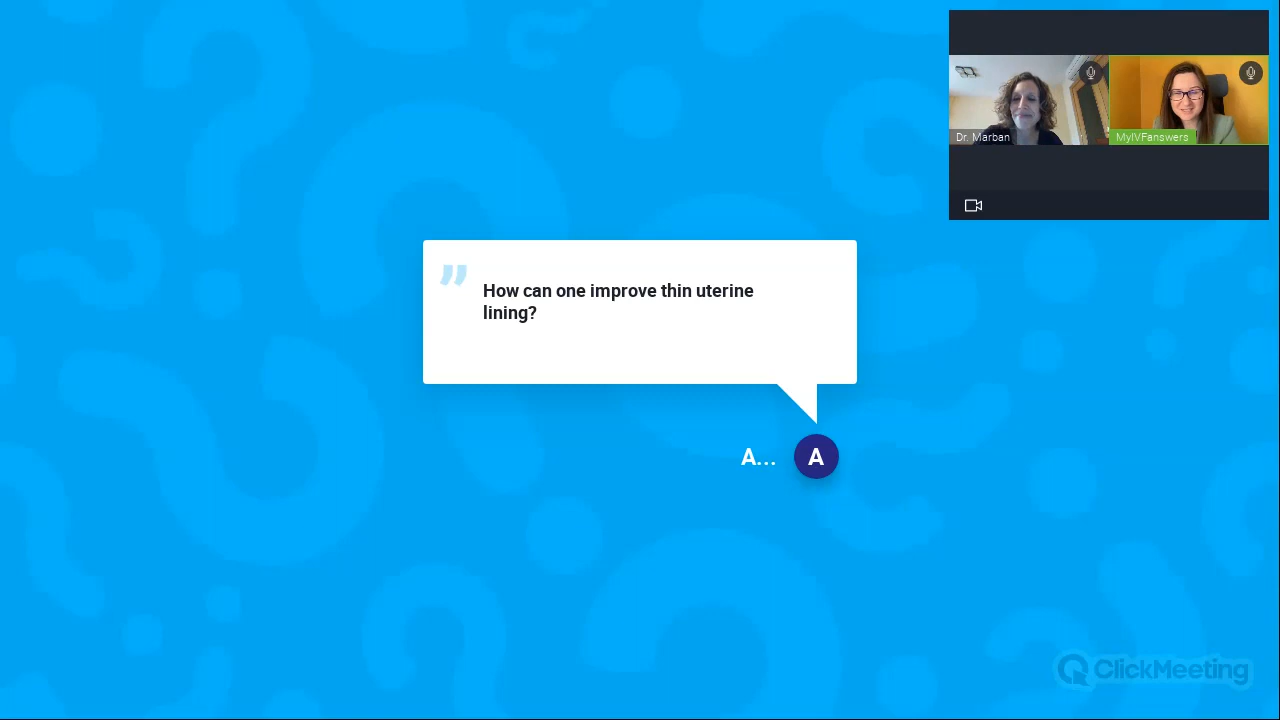 Dr. Marban
MyIVFanswers
”
How can one improve thin uterine
lining?
A...
A
ClickMeeting